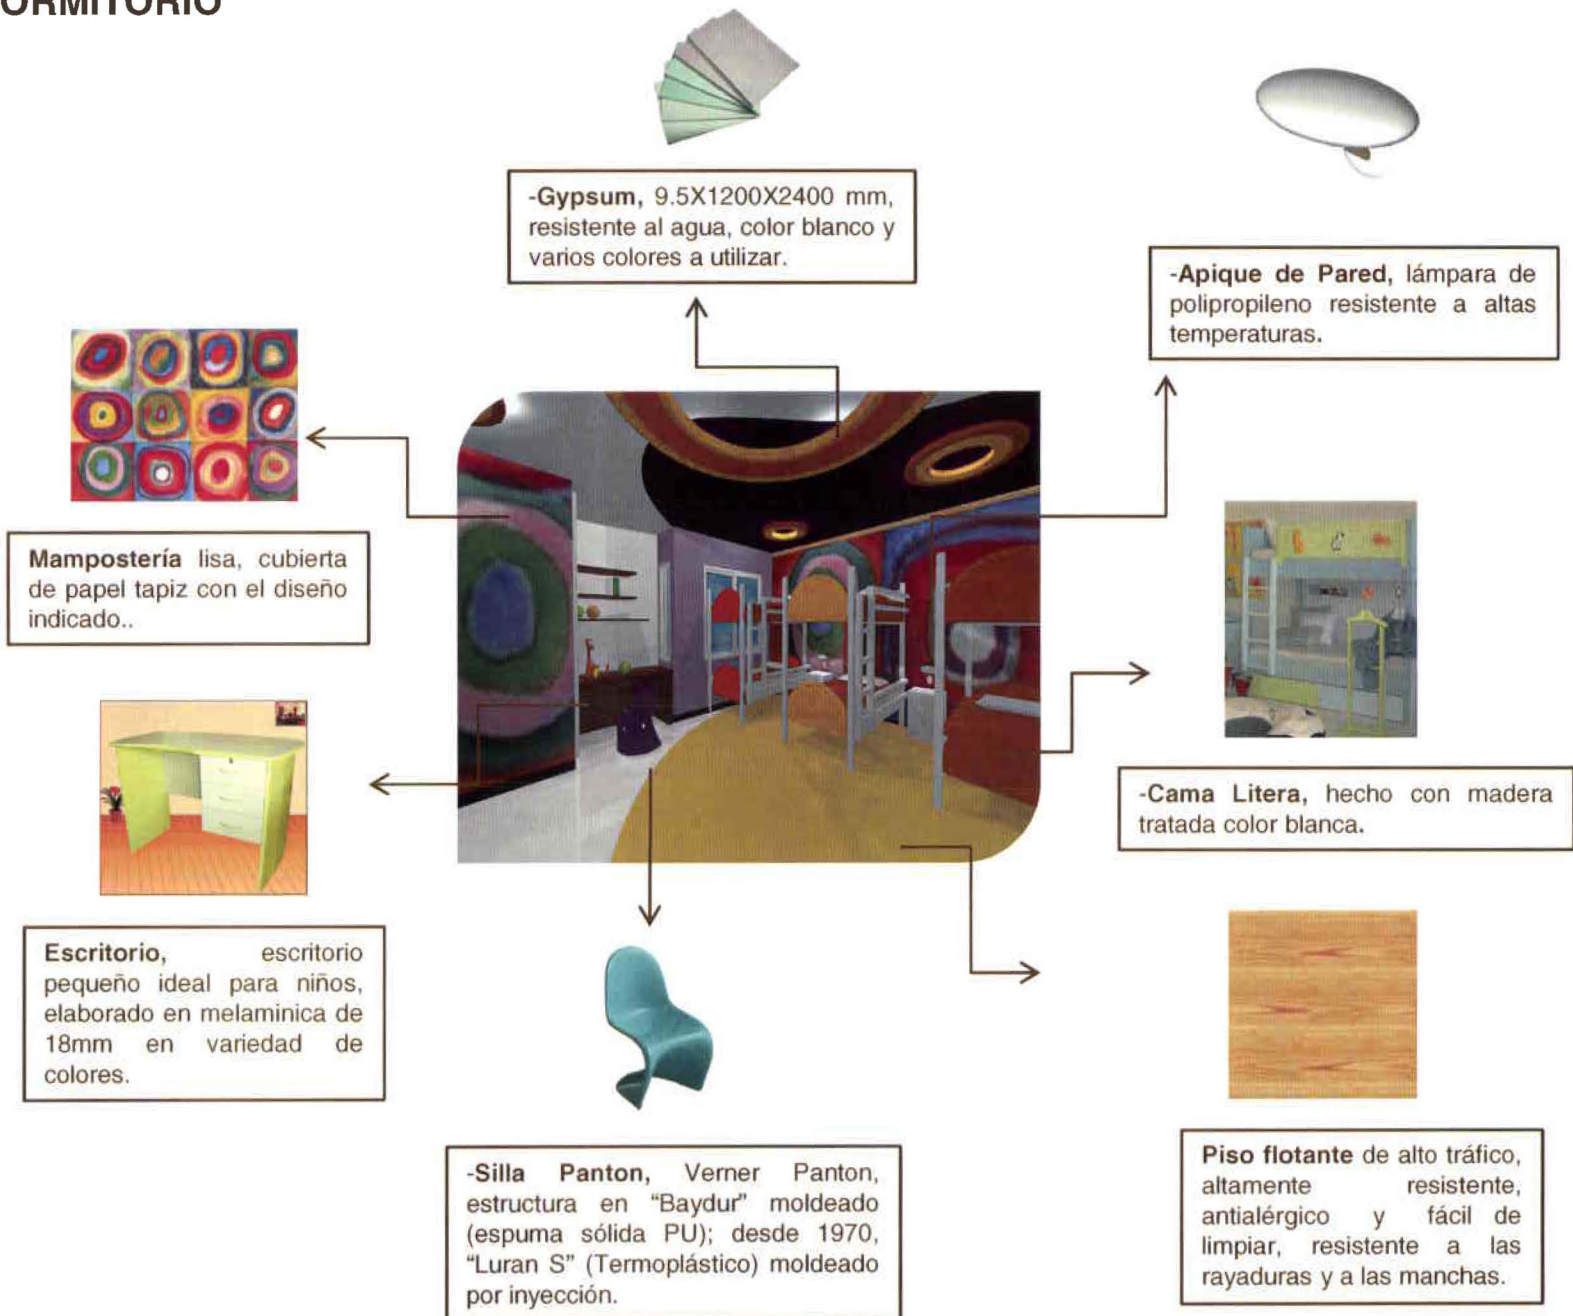 ORMITORIO
-Gypsum, 9.5X1200X2400 mm,
resistente al agua, color blanco y
varios colores a utilizar.
-Apique de Pared, lámpara de
polipropileno resistente a altas
temperaturas.
Mampostería lisa, cubierta
de papel tapiz con el diseño
indicado..
-Cama Litera, hecho con madera
tratada color blanca.
Escritorio, escritorio
pequeño ideal para niños,
elaborado en melaminica de
18mm en variedad de
colores.
-Silla Panton, Verner Panton,
estructura en “Baydur” moldeado
(espuma sólida PU); desde 1970,
“Luran S” (Termoplástico) moldeado
por inyección.
Piso flotante de alto tráfico,
altamente resistente,
antialérgico y fácil de
limpiar, resistente a las
rayaduras y a las manchas.